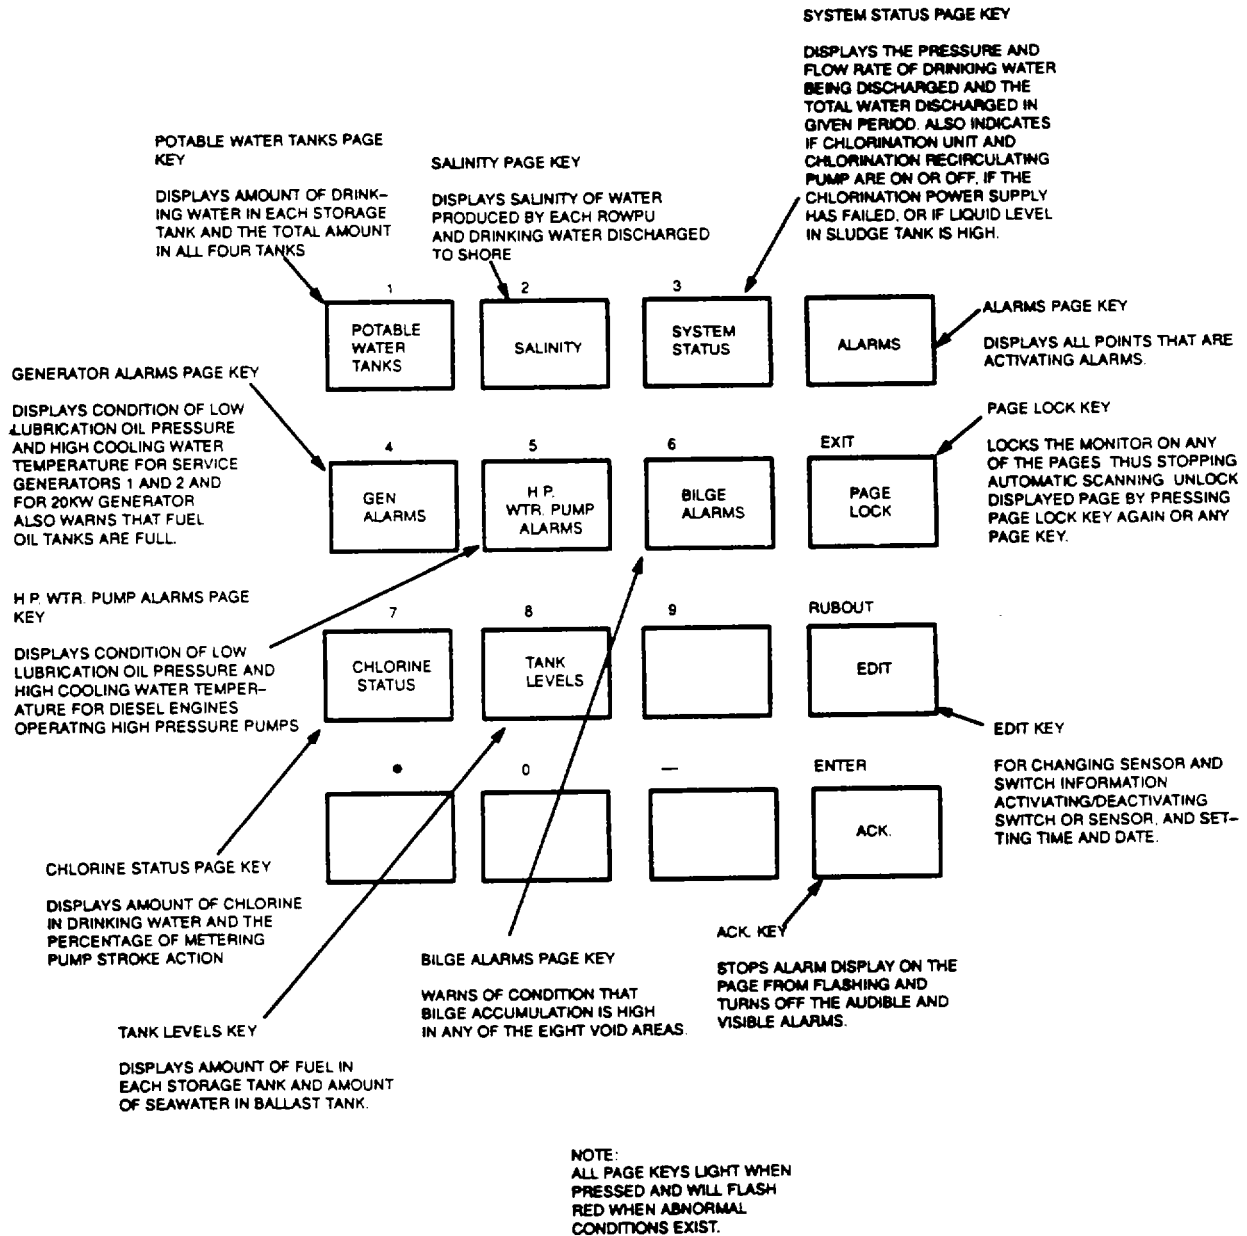 SYSTEM STATUS PAGE KEY
DISPLAYS THE PRESSURE AND
FLOW RATE OF DRINKING WATER
BEING DISCHARGED AND THE
TOTAL WATER DISCHARGED IN
GIVEN PERIOD. ALSO INDICATES
IF CHLORINATION UNIT AND
CHLORINATION RECIRCULATING
PUMP ARE ON OR OFF, IF THE
CHLORINATION POWER SUPPLY
HAS FAILED, OR IF LIQUID LEVEL
IN SLUDGE TANK IS HIGH.
POTABLE WATER TANKS PAGE
KEY
DISPLAYS AMOUNT OF DRINK-
ING WATER IN EACH STORAGE
TANK AND THE TOTAL AMOUNT
IN ALL FOUR TANKS
SALINITY PAGE KEY
DISPLAYS SALINITY OF WATER
PRODUCED BY EACH ROWPU
AND DRINKING WATER DISCHARGED
TO SHORE
1
2
3
POTABLE
WATER
TANKS
SALINITY
SYSTEM
STATUS
ALARMS
ALARMS PAGE KEY
DISPLAYS ALL POINTS THAT ARE
ACTIVATING ALARMS.
GENERATOR ALARMS PAGE KEY
DISPLAYS CONDITION OF LOW
LUBRICATION OIL PRESSURE
AND HIGH COOLING WATER
TEMPERATURE FOR SERVICE
GENERATORS 1 AND 2 AND
FOR 20KW GENERATOR
ALSO WARNS THAT FUEL
OIL TANKS ARE FULL.
PAGE LOCK KEY
LOCKS THE MONITOR ON ANY
OF THE PAGES THUS STOPPING
AUTOMATIC SCANNING UNLOCK
DISPLAYED PAGE BY PRESSING
PAGE LOCK KEY AGAIN OR ANY
PAGE KEY.
4
5
6
EXIT
GEN
ALARMS
H P.
WTR. PUMP
ALARMS
BILGE
ALARMS
PAGE
LOCK
H P. WTR. PUMP ALARMS PAGE
KEY
DISPLAYS CONDITION OF LOW
LUBRICATION OIL PRESSURE AND
HIGH COOLING WATER TEMPER-
ATURE FOR DIESEL ENGINES
OPERATING HIGH PRESSURE PUMPS
7
8
9
RUBOUT
CHLORINE
STATUS
TANK
LEVELS
EDIT
EDIT KEY
FOR CHANGING SENSOR AND
SWITCH INFORMATION
ACTIVIATING/DEACTIVATING
SWITCH OR SENSOR, AND SET-
TING TIME AND DATE.
•
0
—
ENTER
ACK.
CHLORINE STATUS PAGE KEY
DISPLAYS AMOUNT OF CHLORINE
IN DRINKING WATER AND THE
PERCENTAGE OF METERING
PUMP STROKE ACTION
ACK. KEY
STOPS ALARM DISPLAY ON THE
PAGE FROM FLASHING AND
TURNS OFF THE AUDIBLE AND
VISIBLE ALARMS.
BILGE ALARMS PAGE KEY
WARNS OF CONDITION THAT
BILGE ACCUMULATION IS HIGH
IN ANY OF THE EIGHT VOID AREAS.
TANK LEVELS KEY
DISPLAYS AMOUNT OF FUEL IN
EACH STORAGE TANK AND AMOUNT
OF SEAWATER IN BALLAST TANK.
NOTE:
ALL PAGE KEYS LIGHT WHEN
PRESSED AND WILL FLASH
RED WHEN ABNORMAL
CONDITIONS EXIST.